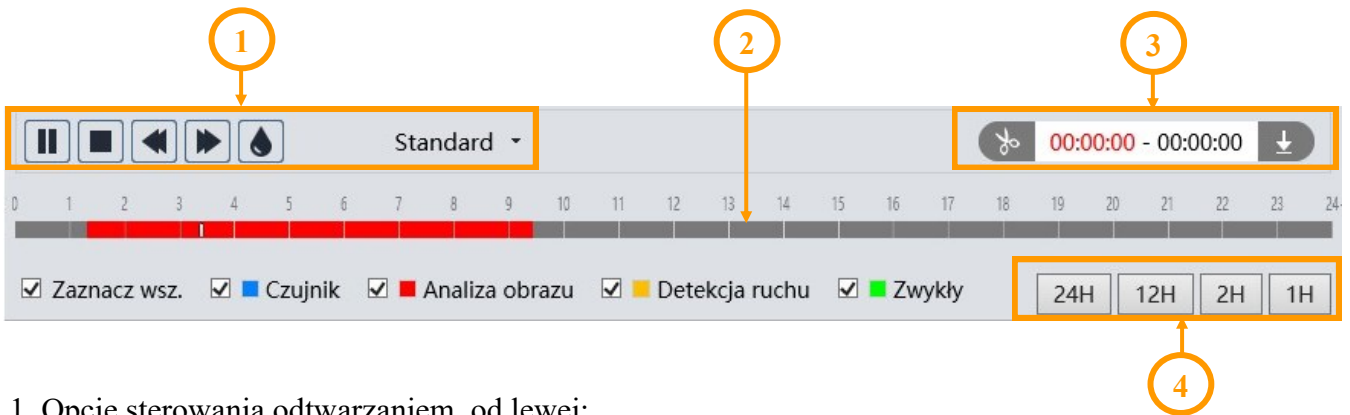 1 2 3
Standard 00:00:00 - 00:00:00
0 1 2 3 4 5 6 7 8 9 10 11 12 13 14 15 16 17 18 19 20 21 22 23 24
Zaznacz wsz. Czujnik Analiza obrazu Detekcja ruchu Zwykły 24H 12H 2H 1H
4
1. Opcje sterowania odtwarzaniem, od lewej: